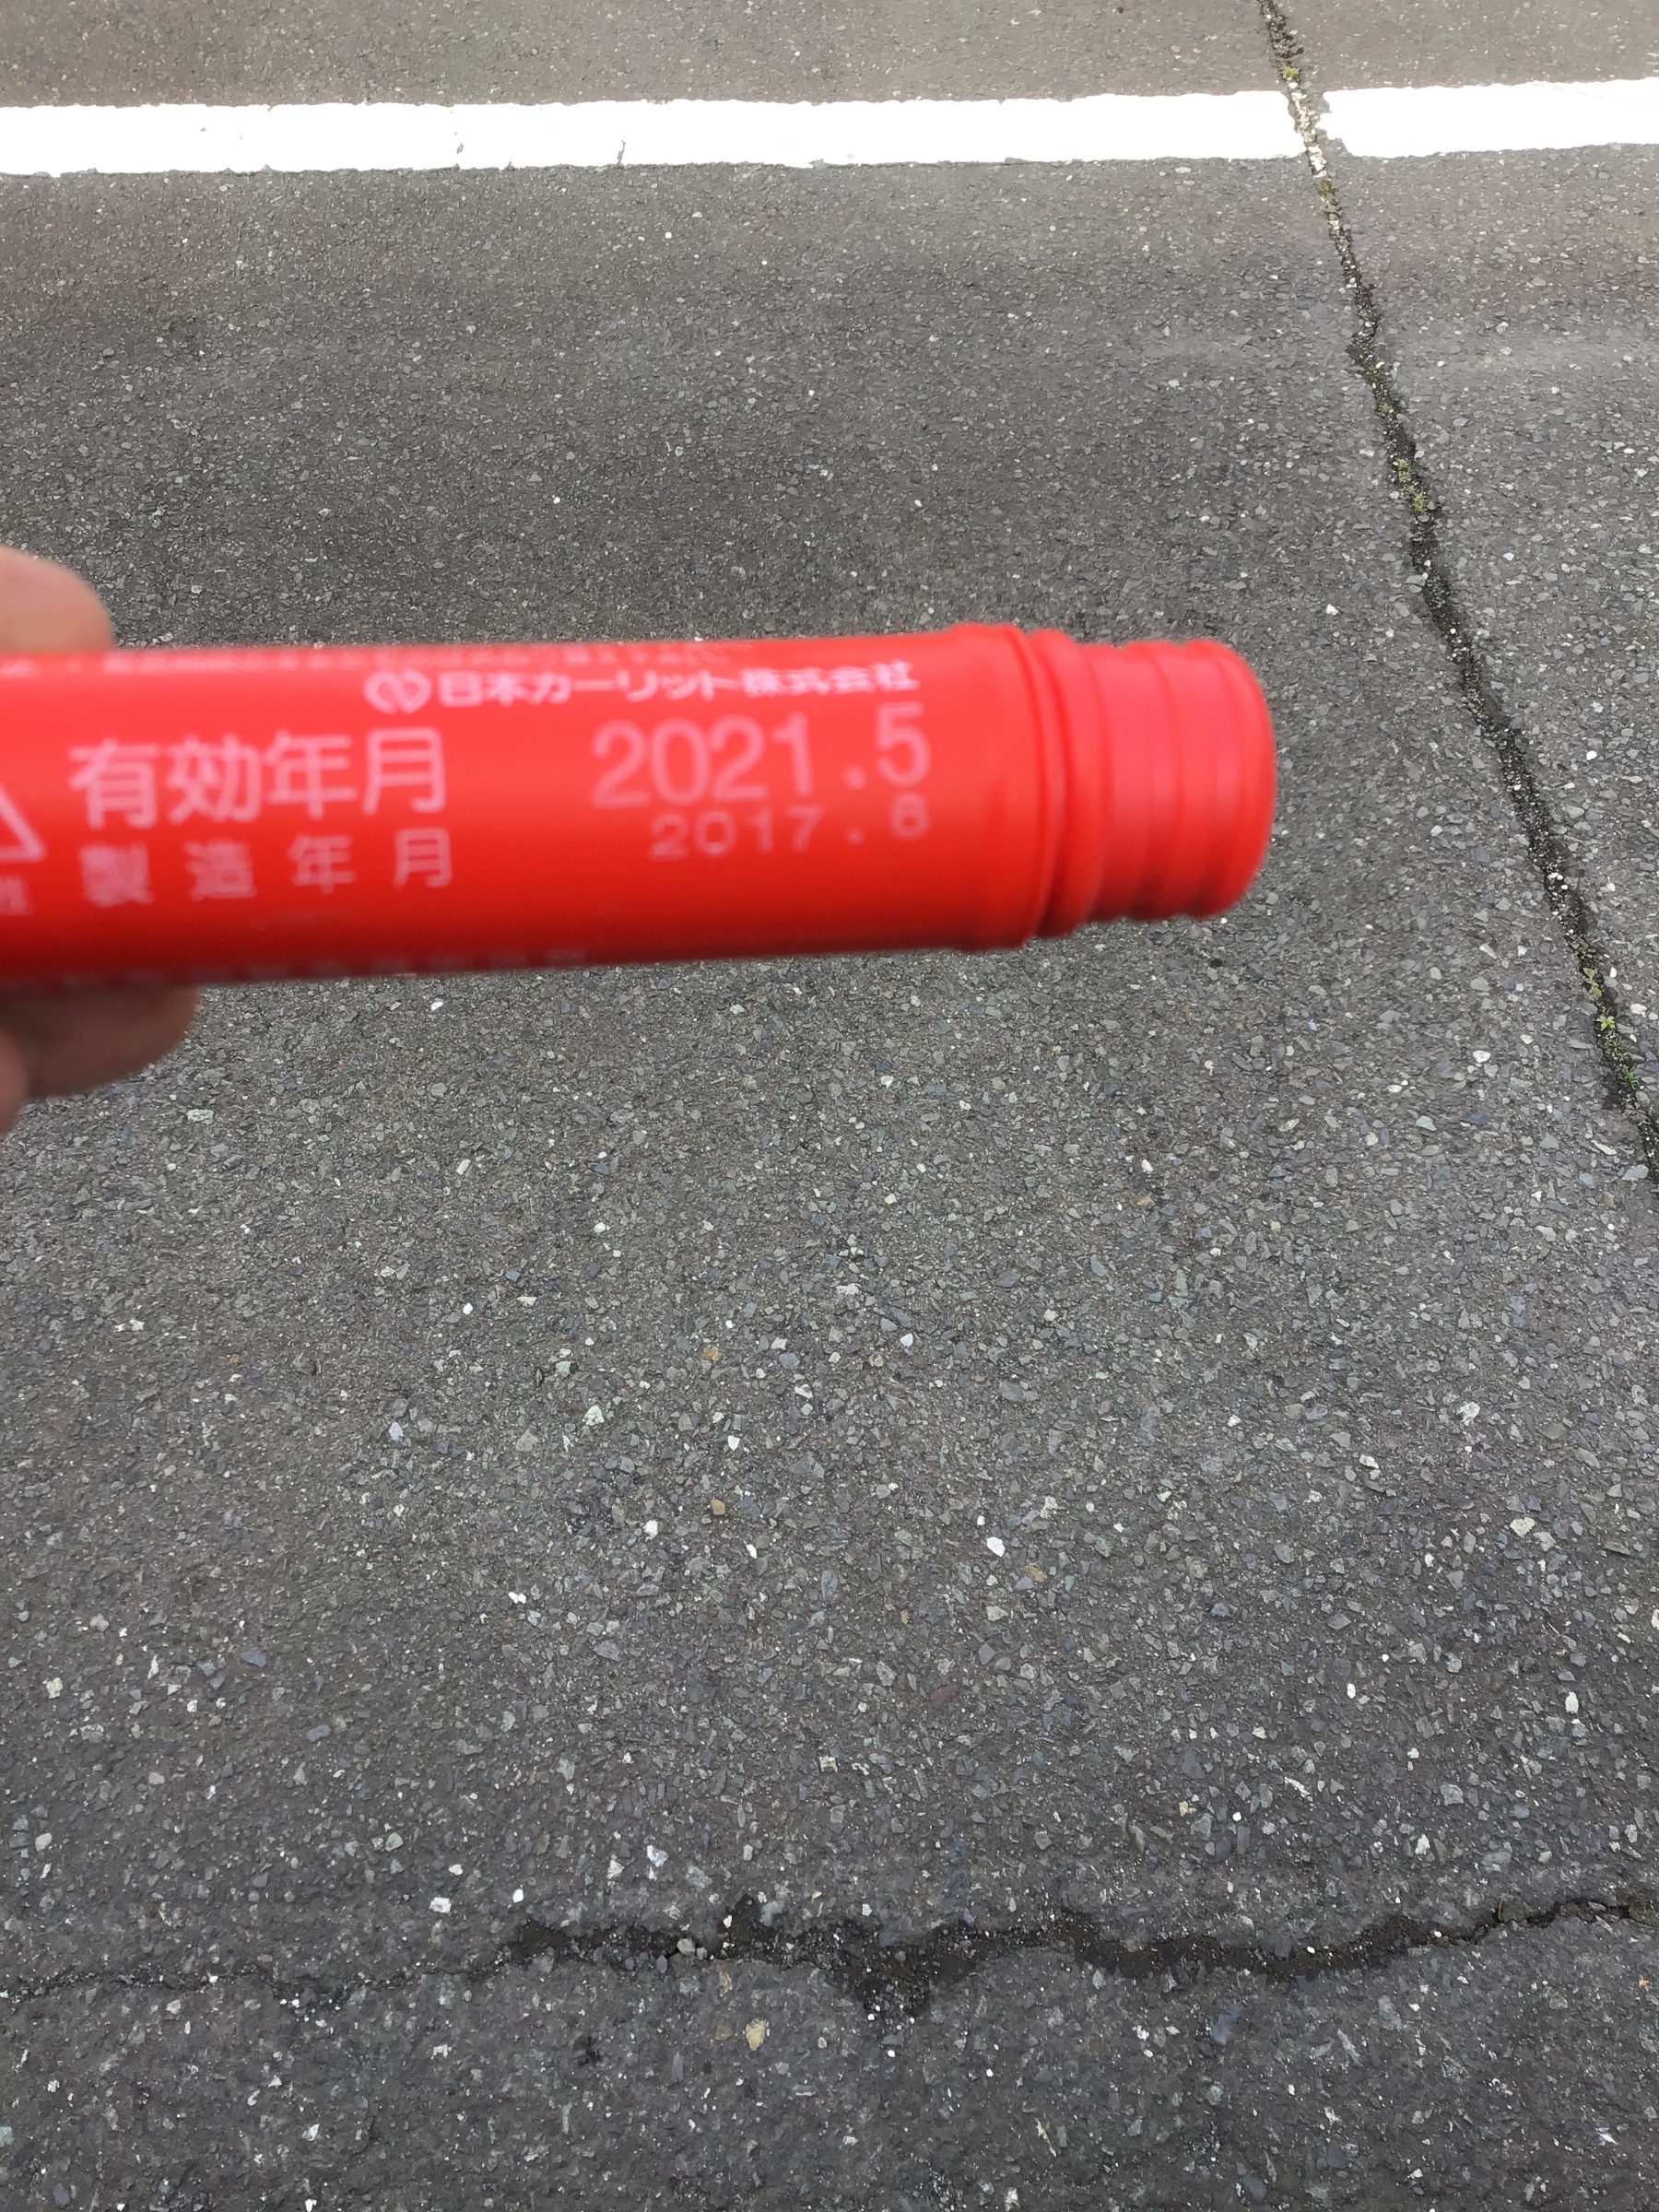 日本カーリット株式会社
有効年月 2021.5
製造年月 2017.6